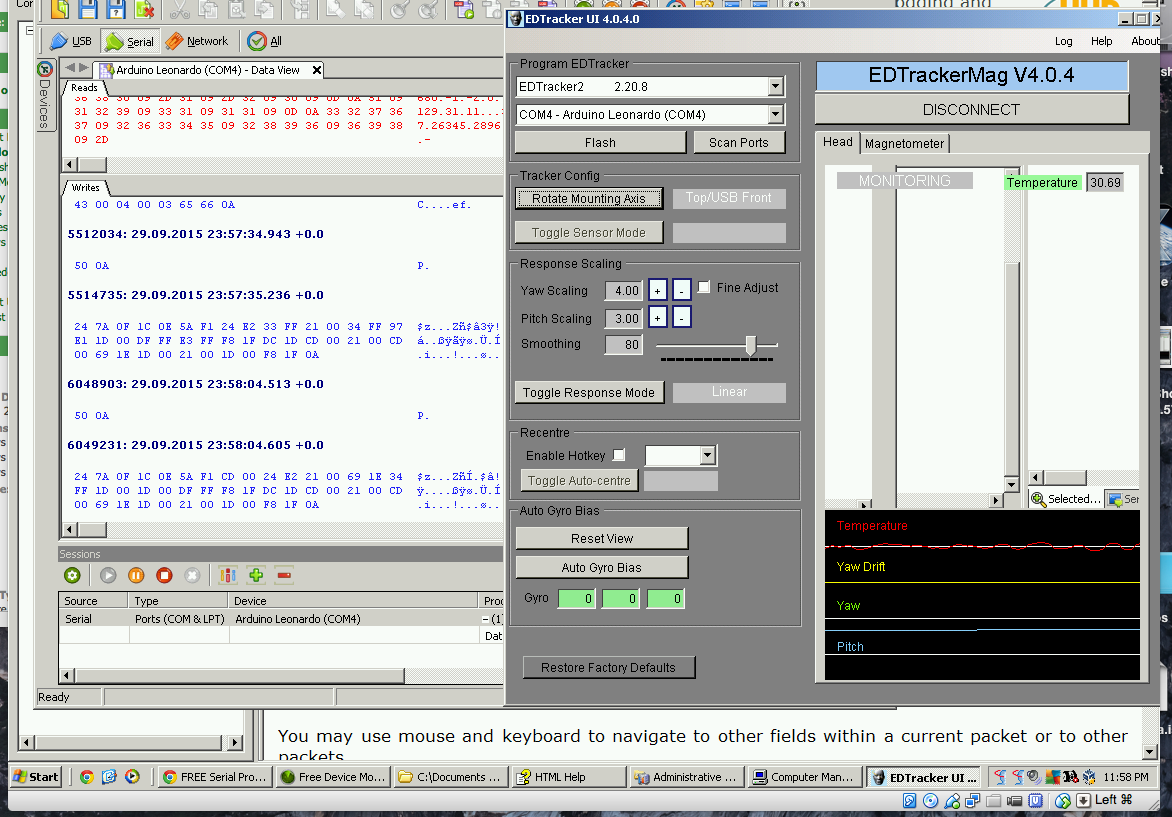 USB
Serial
Network
All
Arduino Leonardo (COM4) - Data View
Devices
Reads
31 32 39 09 33 31 09 31 31 09 0D 0A 33 32 37 36 129.31.11...3276
37 09 32 36 33 34 35 09 32 38 39 36 09 36 39 38 7.26345.2896
09 2D .-
Writes
43 00 04 00 03 65 66 0A C....ef.
5512034: 29.09.2015 23:57:34.943 +0.0
50 0A P.
5514735: 29.09.2015 23:57:35.236 +0.0
24 7A 0F 1C 0E 5A F1 24 E2 33 FF 21 00 34 FF 97 $z...Zñ$â3ÿ!
E1 1D 00 DF FF E3 FF F8 1F DC 1D CD 00 21 00 CD á..ßÿãÿø.Ü.Í
00 69 1E 1D 00 21 00 1D 00 F8 1F 0A .i...!...ø..
6048903: 29.09.2015 23:58:04.513 +0.0
50 0A P.
6049231: 29.09.2015 23:58:04.605 +0.0
24 7A 0F 1C 0E 5A F1 CD 00 24 E2 21 00 69 1E 34 $z...ZñÍ.$â!
FF 1D 00 1D 00 DF FF F8 1F DC 1D CD 00 21 00 CD ÿ....ßÿø.Ü.Í
00 69 1E 1D 00 21 00 1D 00 F8 1F 0A .i...!...ø..
Sessions
Source Type Device
Serial Ports (COM & LPT) Arduino Leonardo (COM4) – (1)
Dat
Ready
EDTracker UI 4.0.4.0
Log Help About
Program EDTracker
EDTracker2 2.20.8
COM4 - Arduino Leonardo (COM4)
Flash Scan Ports
Tracker Config
Rotate Mounting Axis Top/USB Front
Toggle Sensor Mode
Response Scaling
Yaw Scaling 4.00 + - Fine Adjust
Pitch Scaling 3.00 + -
Smoothing 80
Toggle Response Mode Linear
Recentre
Enable Hotkey
Toggle Auto-centre
Auto Gyro Bias
Reset View
Auto Gyro Bias
Gyro 0 0 0
Restore Factory Defaults
EDTrackerMag V4.0.4
DISCONNECT
Head Magnetometer
MONITORING Temperature 30.69
Selected... Ser
Temperature
Yaw Drift
Yaw
Pitch
You may use mouse and keyboard to navigate to other fields within a current packet or to other
packets
Start FREE Serial Pro... Free Device Mo... C:\Documents ... HTML Help Administrative ... Computer Man... EDTracker UI ... 11:58 PM
Left ⌘